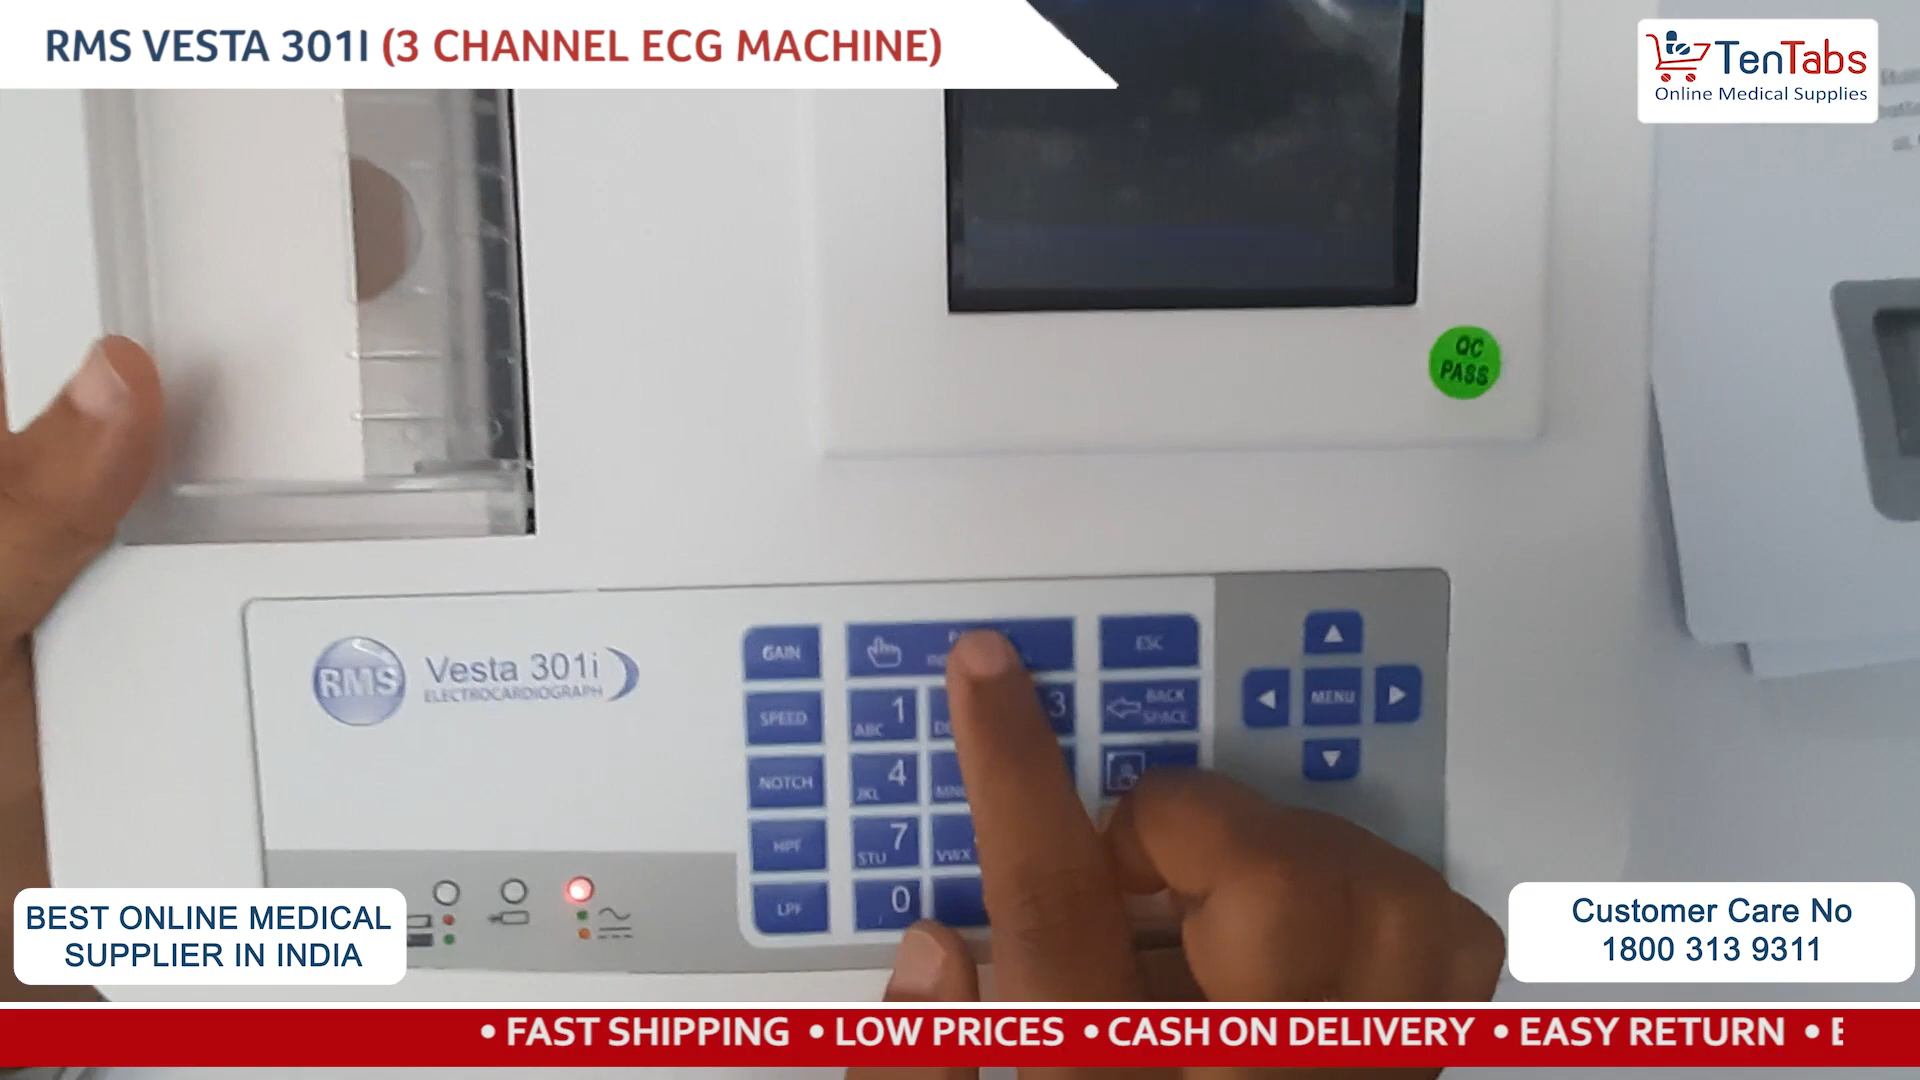 RMS VESTA 301I (3 CHANNEL ECG MACHINE)
TenTabs
Online Medical Supplies
QC
PASS
RMS
Vesta 301i
ELECTROCARDIOGRAPH
GAIN
ESC
SPEED
1
ABC
3
BACK
SPACE
MENU
NOTCH
4
JKL
HPF
7
STU
VWX
LPF
0
BEST ONLINE MEDICAL
SUPPLIER IN INDIA
Customer Care No
1800 313 9311
• FAST SHIPPING • LOW PRICES • CASH ON DELIVERY • EASY RETURN •